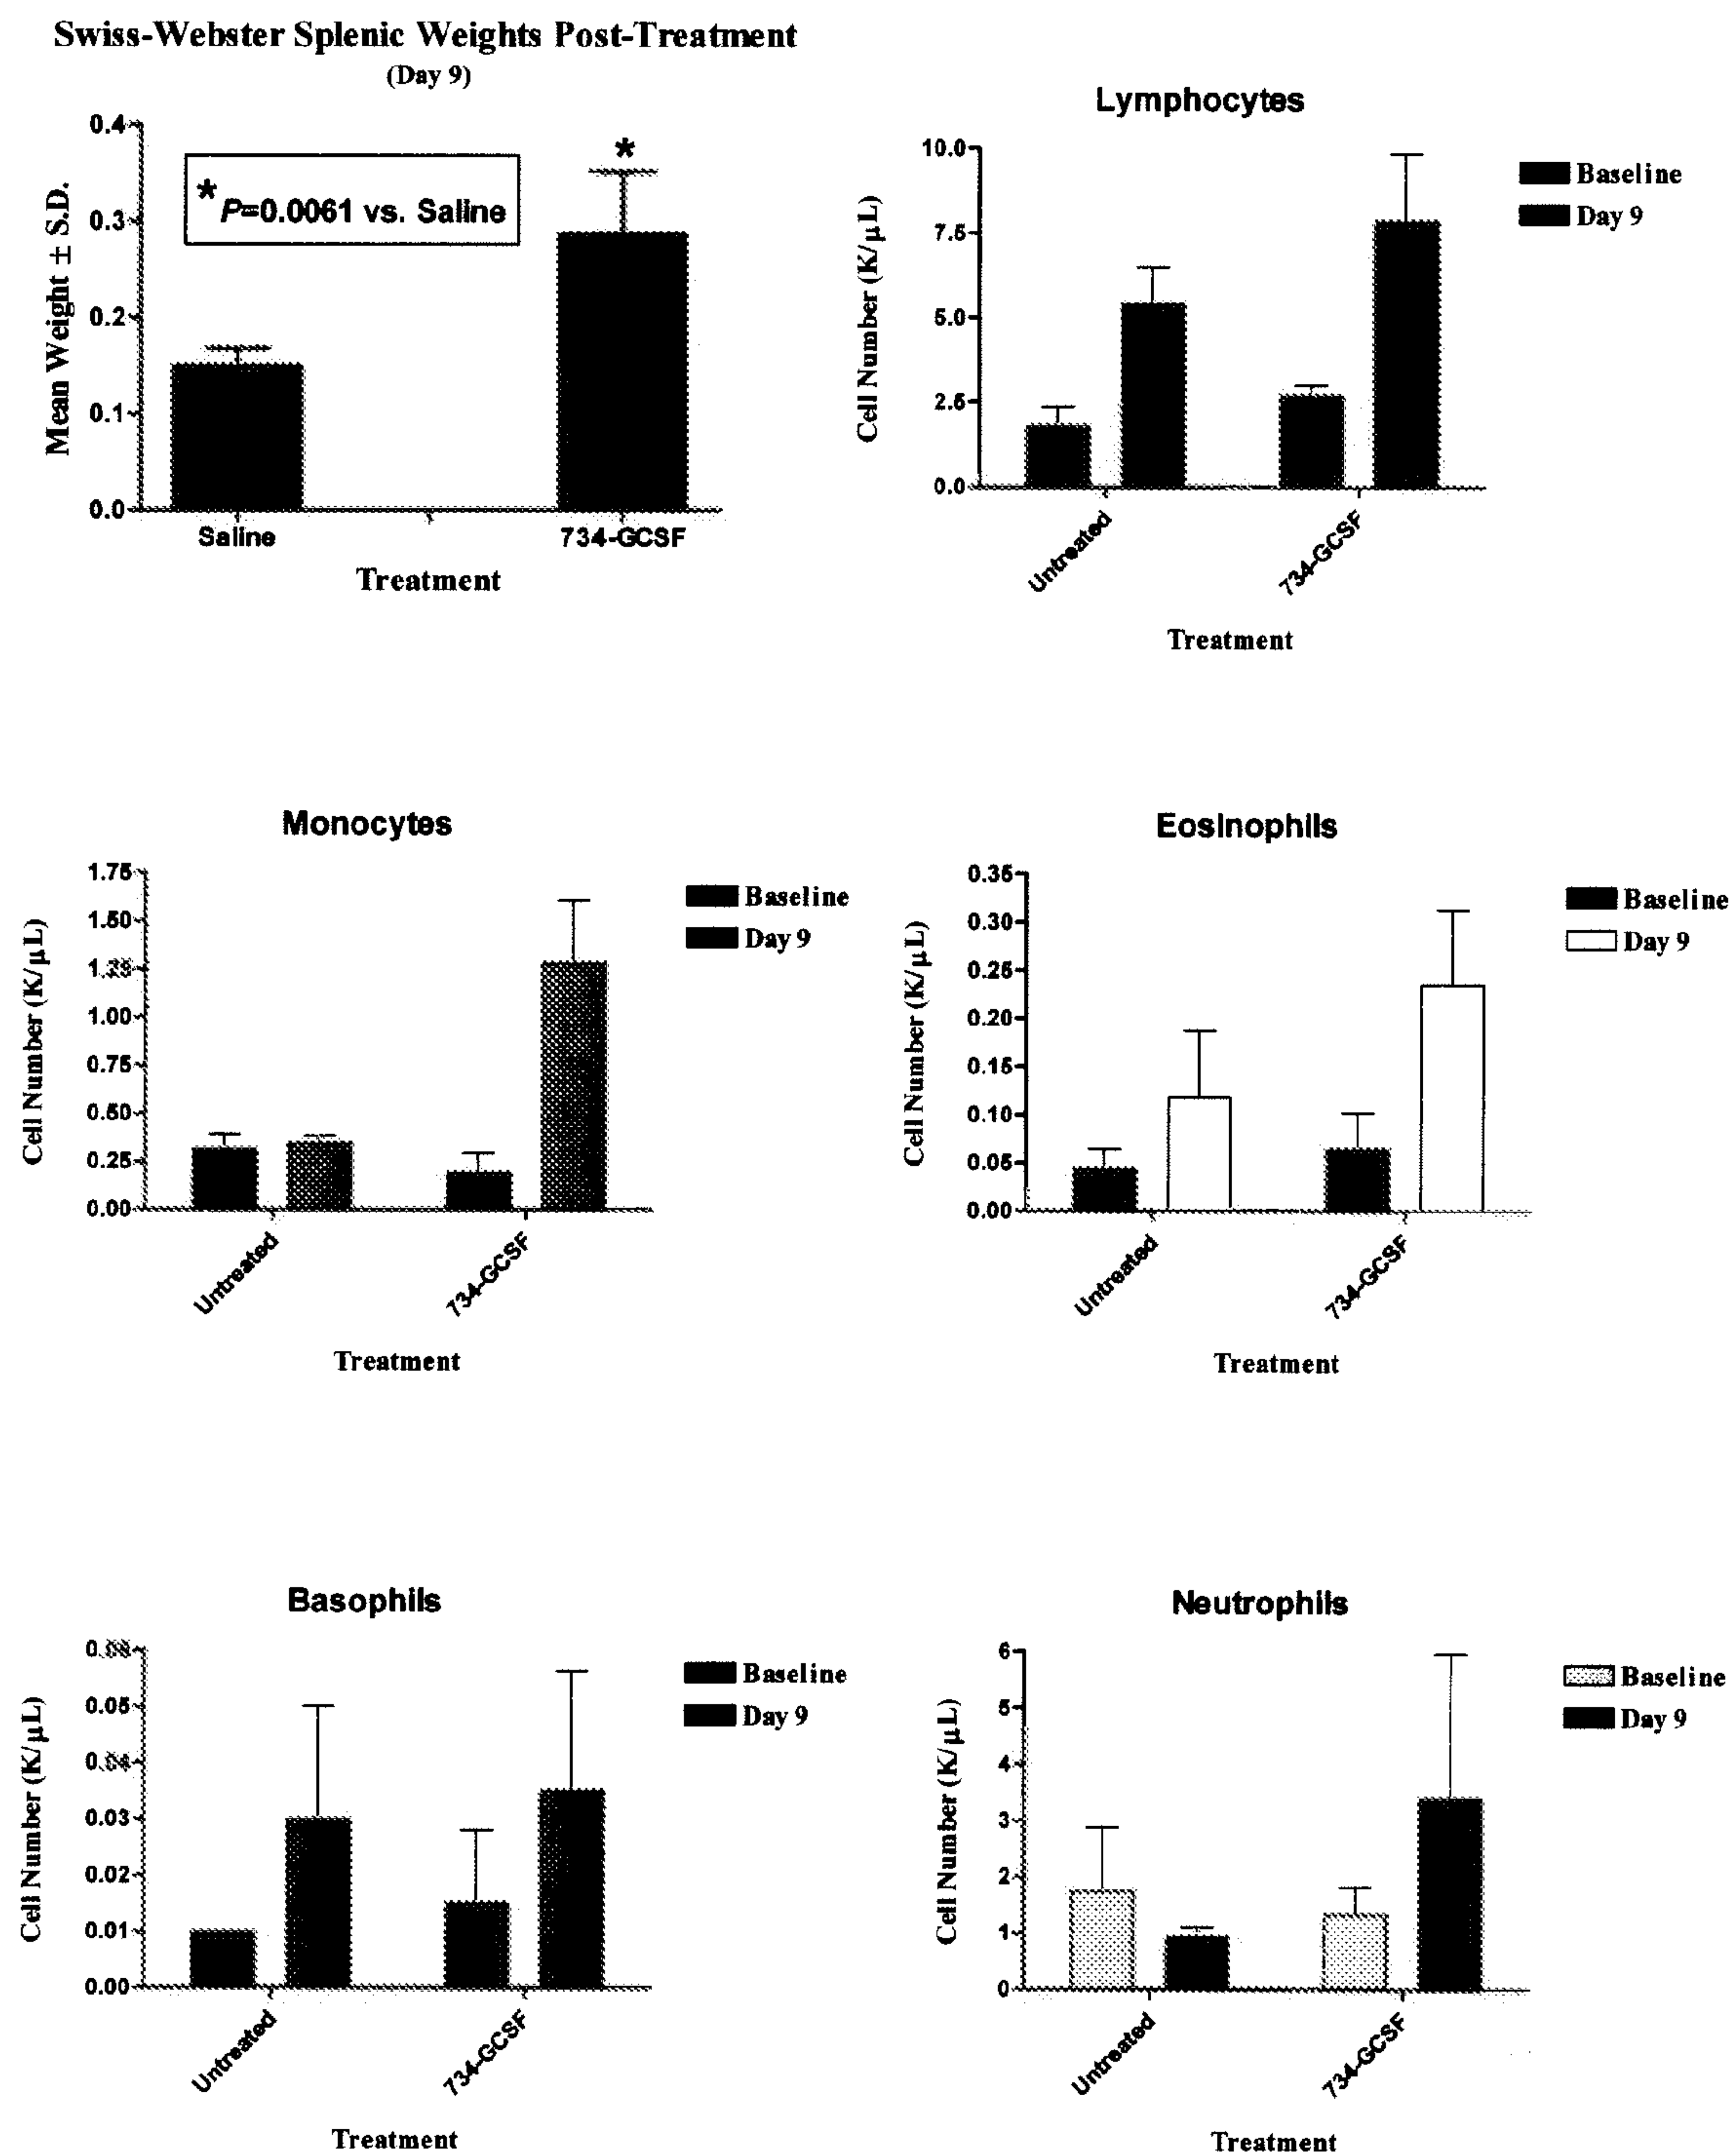 Swiss-Webster Splenic Weights Post-Treatment
(Day 9)
Mean Weight ± S.D.
0.4
0.3
0.2
0.1
0.0
* P=0.0061 vs. Saline
*
Saline
734-GCSF
Treatment
Lymphocytes
Cell Number (K/μL)
10.0
7.5
5.0
2.5
0.0
Baseline
Day 9
Untreated
734-GCSF
Treatment
Monocytes
Cell Number (K/μL)
1.75
1.50
1.25
1.00
0.75
0.50
0.25
0.00
Baseline
Day 9
Untreated
734-GCSF
Treatment
Eosinophils
Cell Number (K/μL)
0.35
0.30
0.25
0.20
0.15
0.10
0.05
0.00
Baseline
Day 9
Untreated
734-GCSF
Treatment
Basophils
Cell Number (K/μL)
0.06
0.05
0.04
0.03
0.02
0.01
0.00
Baseline
Day 9
Untreated
734-GCSF
Treatment
Neutrophils
Cell Number (K/μL)
6
5
4
3
2
1
0
Baseline
Day 9
Untreated
734-GCSF
Treatment